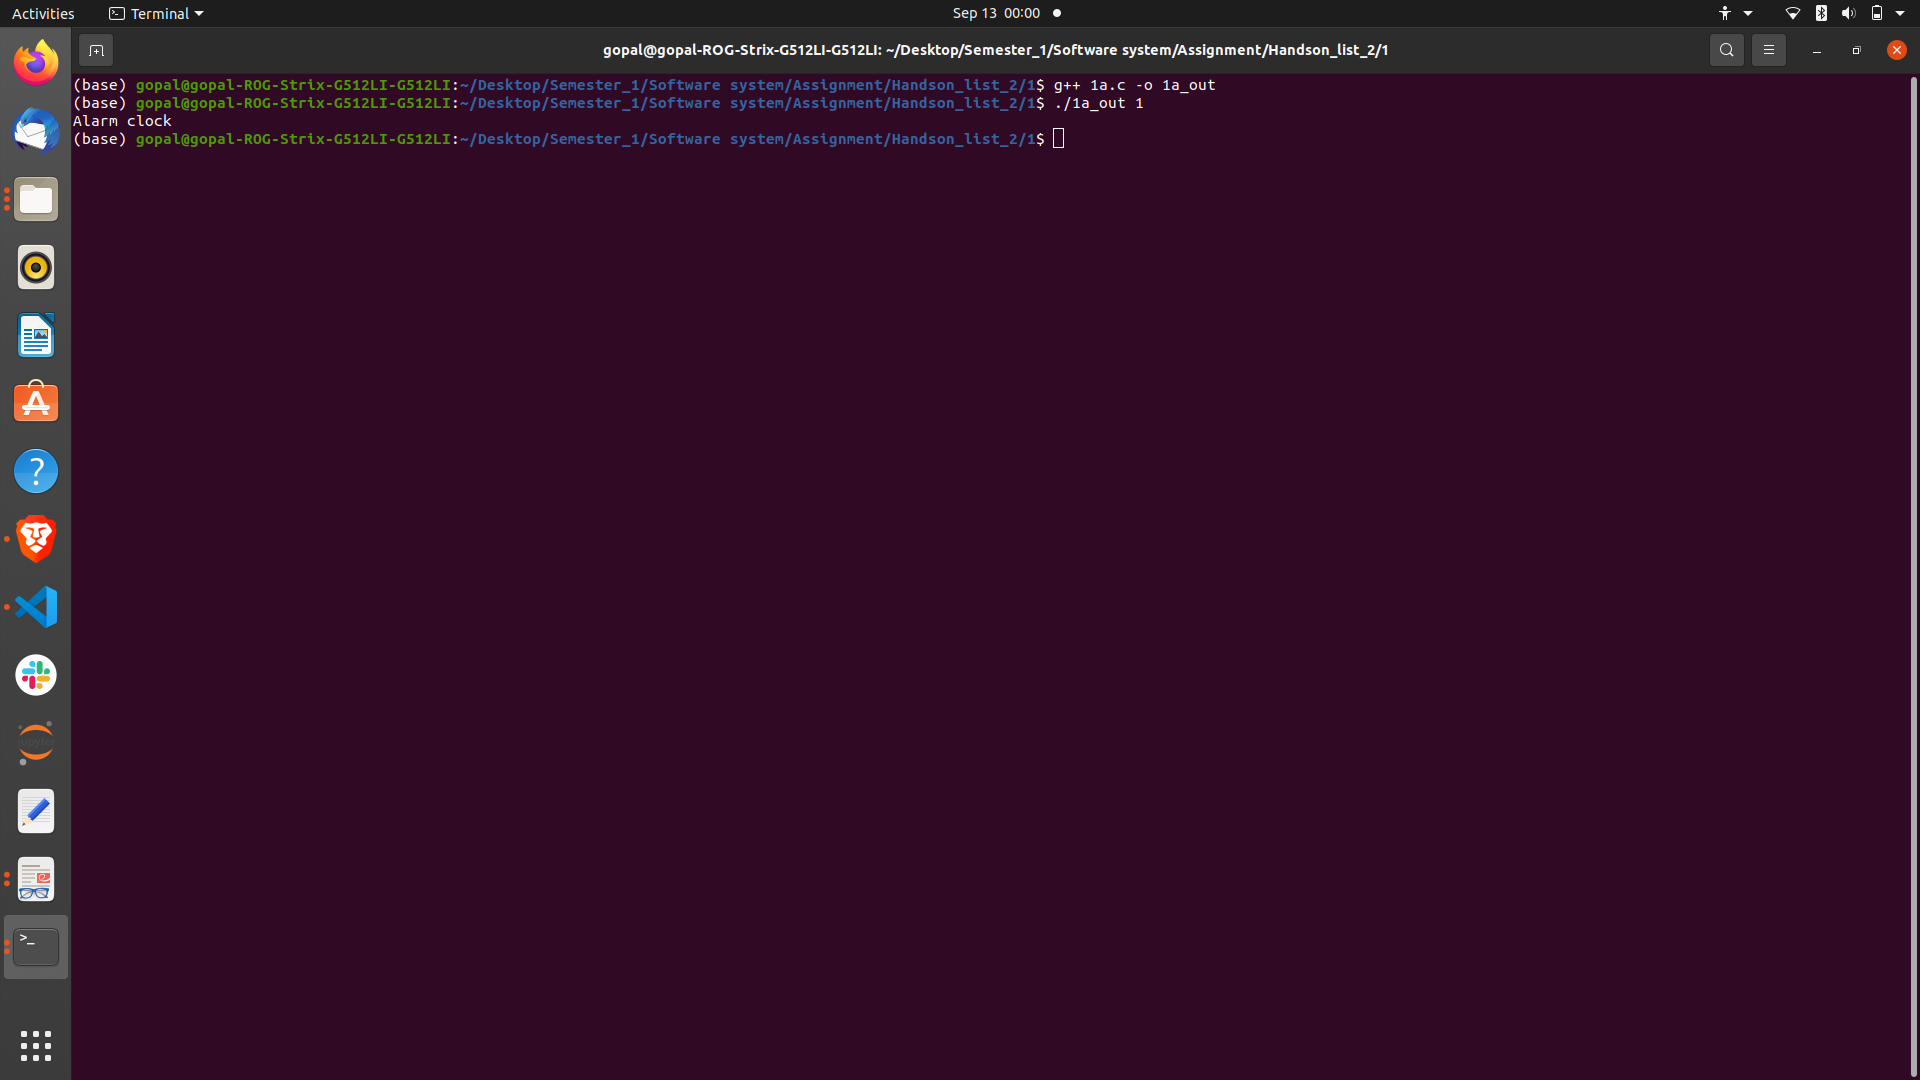 Activities Terminal Sep 13 00:00
gopal@gopal-ROG-Strix-G512LI-G512LI: ~/Desktop/Semester_1/Software system/Assignment/Handson_list_2/1
(base) gopal@gopal-ROG-Strix-G512LI-G512LI:~/Desktop/Semester_1/Software system/Assignment/Handson_list_2/1$ g++ 1a.c -o 1a_out
(base) gopal@gopal-ROG-Strix-G512LI-G512LI:~/Desktop/Semester_1/Software system/Assignment/Handson_list_2/1$ ./1a_out 1
Alarm clock
(base) gopal@gopal-ROG-Strix-G512LI-G512LI:~/Desktop/Semester_1/Software system/Assignment/Handson_list_2/1$